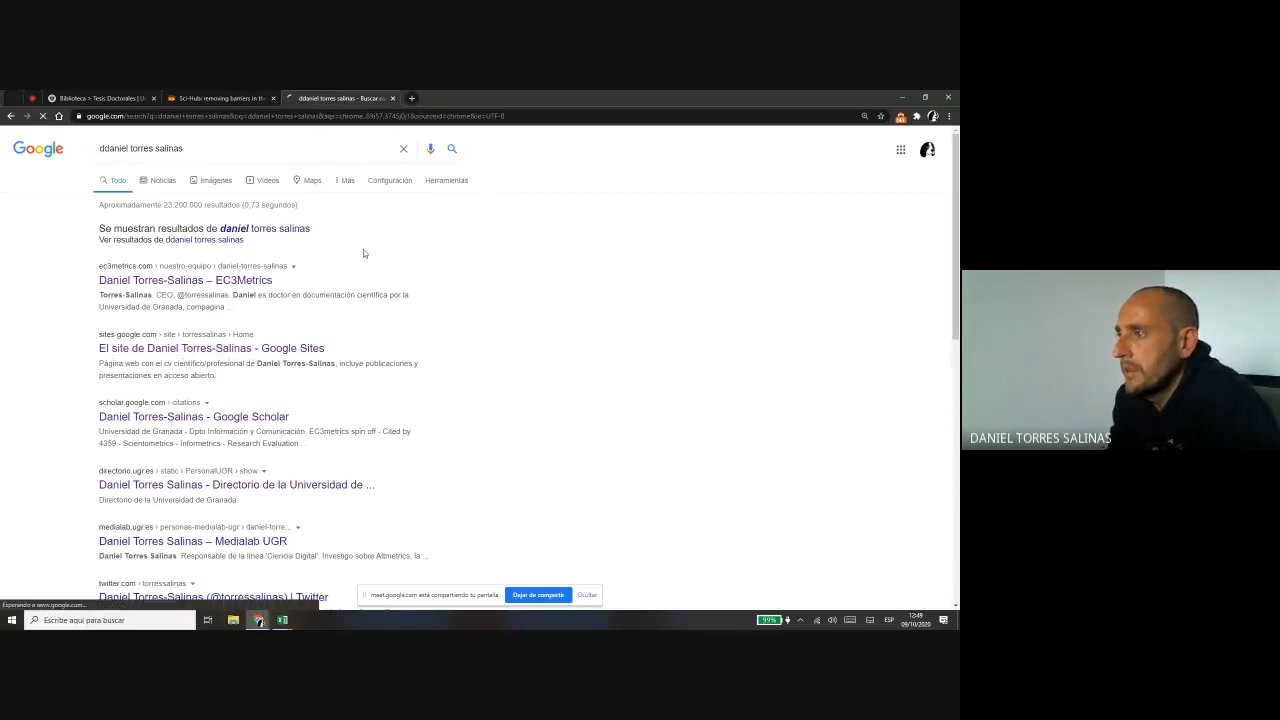 Biblioteca > Tesis Doctorales | U
Sci-Hub: removing barriers in th
ddaniel torres salinas - Buscar co
Google
ddaniel torres salinas
Todo
Noticias
Imágenes
Vídeos
Maps
Más
Configuración
Herramientas
Aproximadamente 23.200.000 resultados (0,73 segundos)
Se muestran resultados de daniel torres salinas
Ver resultados de ddaniel torres salinas
ec3metrics.com › nuestro-equipo › daniel-torres-salinas
Daniel Torres-Salinas – EC3Metrics
Torres-Salinas. CEO. @torressalinas. Daniel es doctor en documentación científica por la
Universidad de Granada, compagina ...
sites.google.com › site › torressalinas › Home
El site de Daniel Torres-Salinas - Google Sites
Página web con el cv científico/profesional de Daniel Torres-Salinas, incluye publicaciones y
presentaciones en acceso abierto.
scholar.google.com › citations
Daniel Torres-Salinas - Google Scholar
Universidad de Granada - Dpto Información y Comunicación, EC3metrics spin off - Cited by
4359 - Scientometrics - Informetrics - Research Evaluation ...
directorio.ugr.es › static › PersonalUGR › show
Daniel Torres Salinas - Directorio de la Universidad de ...
Directorio de la Universidad de Granada.
medialab.ugr.es › personas-medialab-ugr › daniel-torre...
Daniel Torres Salinas – Medialab UGR
Daniel Torres Salinas. Responsable de la línea 'Ciencia Digital'. Investigo sobre Altmetrics, la ...
twitter.com › torressalinas
Daniel Torres-Salinas (@torressalinas) | Twitter
meet.google.com está compartiendo tu pantalla.
Dejar de compartir
Ocultar
Esperando a www.google.com...
Escribe aquí para buscar
99%
ESP
12:49
09/10/2020
DANIEL TORRES SALINAS